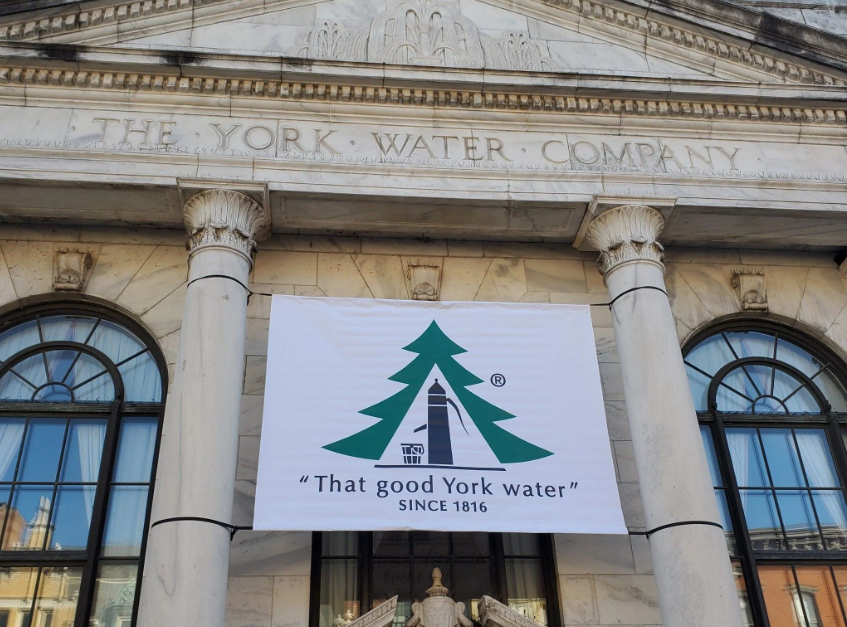 THE · YORK · WATER · COMPANY
®
"That good York water"
SINCE 1816